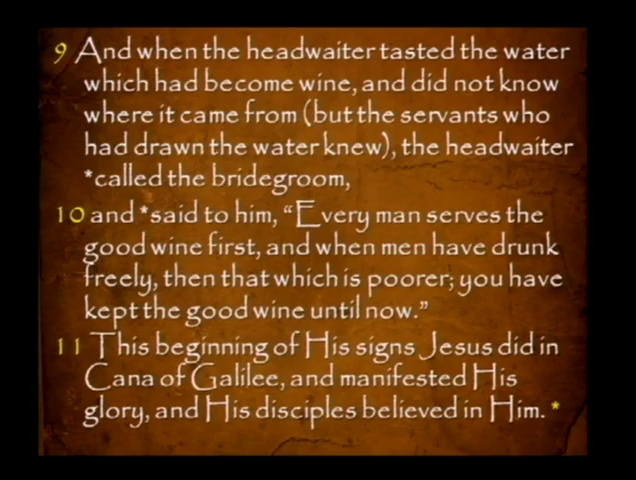 9 And when the headwaiter tasted the water
which had become wine, and did not know
where it came from (but the servants who
had drawn the water knew), the headwaiter
*called the bridegroom,
10 and *said to him, “Every man serves the
good wine first, and when men have drunk
freely, then that which is poorer; you have
kept the good wine until now.”
11 This beginning of His signs Jesus did in
Cana of Galilee, and manifested His
glory, and His disciples believed in Him. *